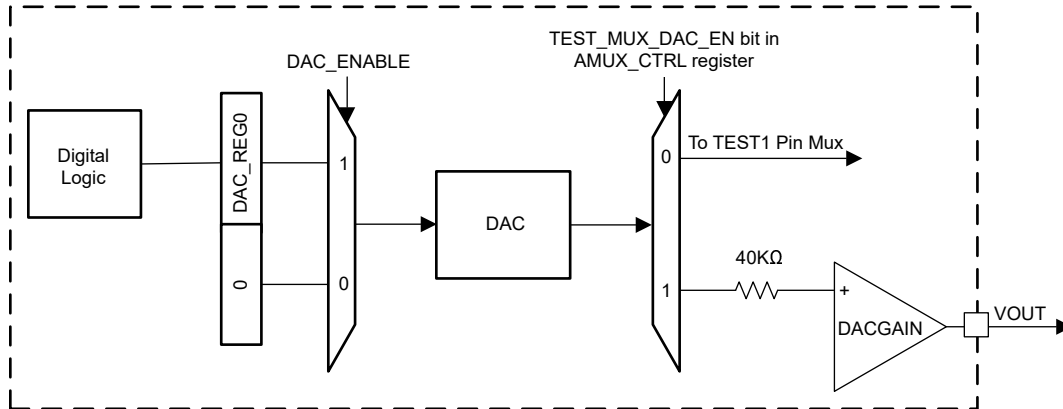 TEST_MUX_DAC_EN bit in
AMUX_CTRL register
DAC_ENABLE
Digital
Logic
DAC_REG0
0
1
0
DAC
0
To TEST1 Pin Mux
1
40KΩ
+
DACGAIN
VOUT